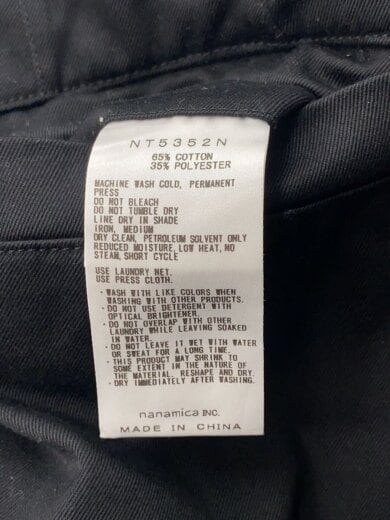 NT5352N
65% COTTON
35% POLYESTER
MACHINE WASH COLD, PERMANENT
PRESS
DO NOT BLEACH
DO NOT TUMBLE DRY
LINE DRY IN SHADE
IRON, MEDIUM
DRY CLEAN, PETROLEUM SOLVENT ONLY
REDUCED MOISTURE, LOW HEAT, NO
STEAM, SHORT CYCLE
USE LAUNDRY NET.
USE PRESS CLOTH.
・WASH WITH LIKE COLORS WHEN
WASHING WITH OTHER PRODUCTS.
・DO NOT USE DETERGENT WITH
OPTICAL BRIGHTENER.
・DO NOT OVERLAP WITH OTHER
LAUNDRY WHILE LEAVING SOAKED
IN WATER.
・DO NOT LEAVE IT WET WITH WATER
OR SWEAT FOR A LONG TIME.
・THIS PRODUCT MAY SHRINK TO
SOME EXTENT IN THE NATURE OF
THE MATERIAL. RESHAPE AND DRY.
・DRY IMMEDIATELY AFTER WASHING.
nanamica INC.
MADE IN CHINA